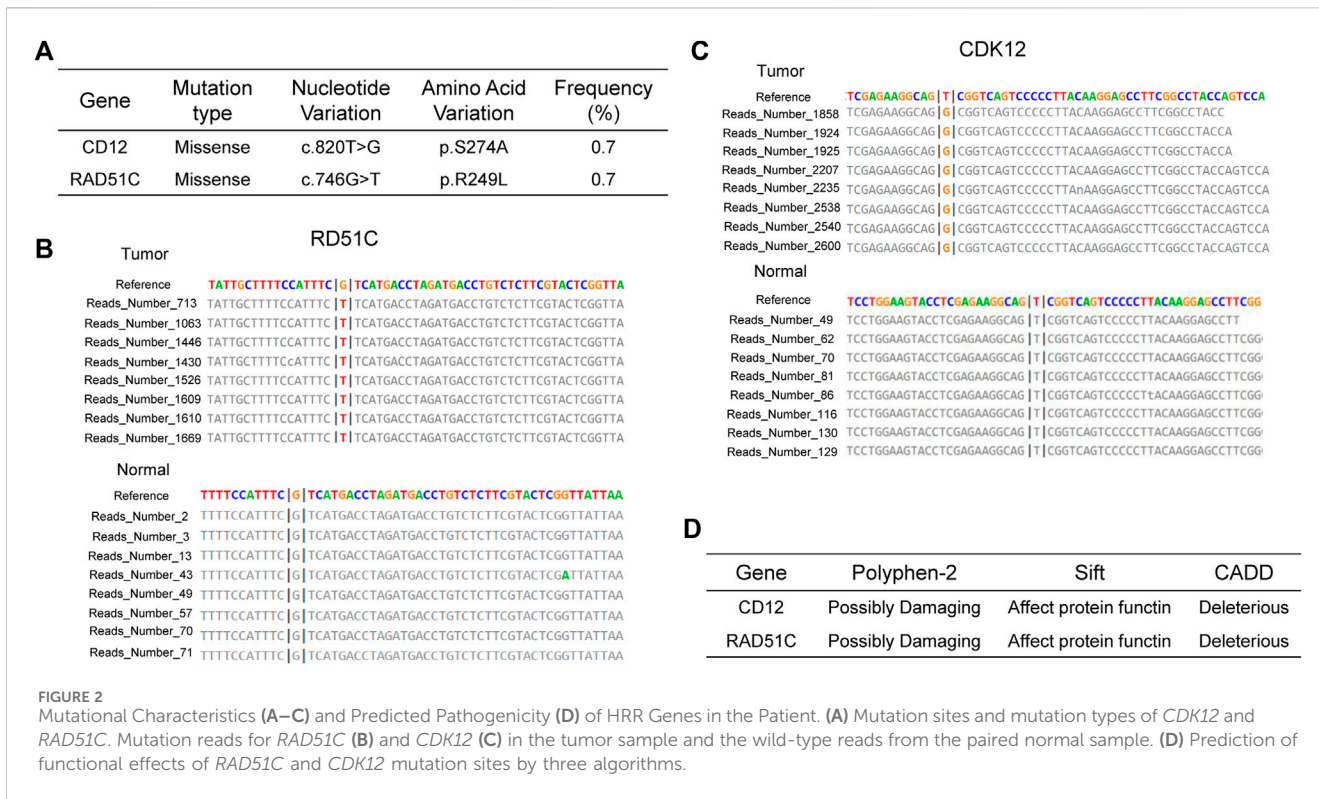 A
Gene Mutation type Nucleotide Variation Amino Acid Variation Frequency (%)
CD12 Missense c.820T>G p.S274A 0.7
RAD51C Missense c.746G>T p.R249L 0.7
B
RD51C
Tumor
Reference TATTGCTTTTCCATTTC|G|TCATGACCTAGATGACCTGTCTCTTCGTACTCGGTTA
Reads_Number_713 TATTGCTTTTCCATTTC|T|TCATGACCTAGATGACCTGTCTCTTCGTACTCGGTTA
Reads_Number_1063 TATTGCTTTTCCATTTC|T|TCATGACCTAGATGACCTGTCTCTTCGTACTCGGTTA
Reads_Number_1446 TATTGCTTTTCCATTTC|T|TCATGACCTAGATGACCTGTCTCTTCGTACTCGGTTA
Reads_Number_1430 TATTGCTTTTCcATTTC|T|TCATGACCTAGATGACCTGTCTCTTCGTACTCGGTTA
Reads_Number_1526 TATTGCTTTTCCATTTC|T|TCATGACCTAGATGACCTGTCTCTTCGTACTCGGTTA
Reads_Number_1609 TATTGCTTTTCCATTTC|T|TCATGACCTAGATGACCTGTCTCTTCGTACTCGGTTA
Reads_Number_1610 TATTGCTTTTCCATTTC|T|TCATGACCTAGATGACCTGTCTCTTCGTACTCGGTTA
Reads_Number_1669 TATTGCTTTTCCATTTC|T|TCATGACCTAGATGACCTGTCTCTTCGTACTCGGTTA
Normal
Reference TTTTCCATTTC|G|TCATGACCTAGATGACCTGTCTCTTCGTACTCGGTTATTAA
Reads_Number_2 TTTTCCATTTC|G|TCATGACCTAGATGACCTGTCTCTTCGTACTCGGTTATTAA
Reads_Number_3 TTTTCCATTTC|G|TCATGACCTAGATGACCTGTCTCTTCGTACTCGGTTATTAA
Reads_Number_13 TTTTCCATTTC|G|TCATGACCTAGATGACCTGTCTCTTCGTACTCGGTTATTAA
Reads_Number_43 TTTTCCATTTC|G|TCATGACCTAGATGACCTGTCTCTTCGTACTCGATTATTAA
Reads_Number_49 TTTTCCATTTC|G|TCATGACCTAGATGACCTGTCTCTTCGTACTCGGTTATTAA
Reads_Number_57 TTTTCCATTTC|G|TCATGACCTAGATGACCTGTCTCTTCGTACTCGGTTATTAA
Reads_Number_70 TTTTCCATTTC|G|TCATGACCTAGATGACCTGTCTCTTCGTACTCGGTTATTAA
Reads_Number_71 TTTTCCATTTC|G|TCATGACCTAGATGACCTGTCTCTTCGTACTCGGTTATTAA
C
CDK12
Tumor
Reference TCGAGAAGGCAG|T|CGGTCAGTCCCCCTTACAAGGAGCCTTCGGCCTACCAGTCCA
Reads_Number_1858 TCGAGAAGGCAG|G|CGGTCAGTCCCCCTTACAAGGAGCCTTCGGCCTACC
Reads_Number_1924 TCGAGAAGGCAG|G|CGGTCAGTCCCCCTTACAAGGAGCCTTCGGCCTACCA
Reads_Number_1925 TCGAGAAGGCAG|G|CGGTCAGTCCCCCTTACAAGGAGCCTTCGGCCTACCA
Reads_Number_2207 TCGAGAAGGCAG|G|CGGTCAGTCCCCCTTACAAGGAGCCTTCGGCCTACCAGTCCA
Reads_Number_2235 TCGAGAAGGCAG|G|CGGTCAGTCCCCCTTAnAAGGAGCCTTCGGCCTACCAGTCCA
Reads_Number_2538 TCGAGAAGGCAG|G|CGGTCAGTCCCCCTTACAAGGAGCCTTCGGCCTACCAGTCCA
Reads_Number_2540 TCGAGAAGGCAG|G|CGGTCAGTCCCCCTTACAAGGAGCCTTCGGCCTACCAGTCCA
Reads_Number_2600 TCGAGAAGGCAG|G|CGGTCAGTCCCCCTTACAAGGAGCCTTCGGCCTACCAGTCCA
Normal
Reference TCCTGGAAGTACCTCGAGAAGGCAG|T|CGGTCAGTCCCCCTTACAAGGAGCCTTCGG
Reads_Number_49 TCCTGGAAGTACCTCGAGAAGGCAG|T|CGGTCAGTCCCCCTTACAAGGAGCCTT
Reads_Number_62 TCCTGGAAGTACCTCGAGAAGGCAG|T|CGGTCAGTCCCCCTTACAAGGAGCCTTCGG
Reads_Number_70 TCCTGGAAGTACCTCGAGAAGGCAG|T|CGGTCAGTCCCCCTTACAAGGAGCCTTCGG
Reads_Number_81 TCCTGGAAGTACCTCGAGAAGGCAG|T|CGGTCAGTCCCCCTTACAAGGAGCCTTCGG
Reads_Number_86 TCCTGGAAGTACCTCGAGAAGGCAG|T|CGGTCAGTCCCCCTtACAAGGAGCCTTCGG
Reads_Number_116 TCCTGGAAGTACCTCGAGAAGGCAG|T|CGGTCAGTCCCCCTTACAAGGAGCCTTCGG
Reads_Number_130 TCCTGGAAGTACCTCGAGAAGGCAG|T|CGGTCAGTCCCCCTTACAAGGAGCCTTCGG
Reads_Number_129 TCCTGGAAGTACCTCGAGAAGGCAG|T|CGGTCAGTCCCCCTTACAAGGAGCCTTCGG
D
Gene Polyphen-2 Sift CADD
CD12 Possibly Damaging Affect protein functin Deleterious
RAD51C Possibly Damaging Affect protein functin Deleterious
FIGURE 2
Mutational Characteristics (A–C) and Predicted Pathogenicity (D) of HRR Genes in the Patient. (A) Mutation sites and mutation types of CDK12 and
RAD51C. Mutation reads for RAD51C (B) and CDK12 (C) in the tumor sample and the wild-type reads from the paired normal sample. (D) Prediction of
functional effects of RAD51C and CDK12 mutation sites by three algorithms.